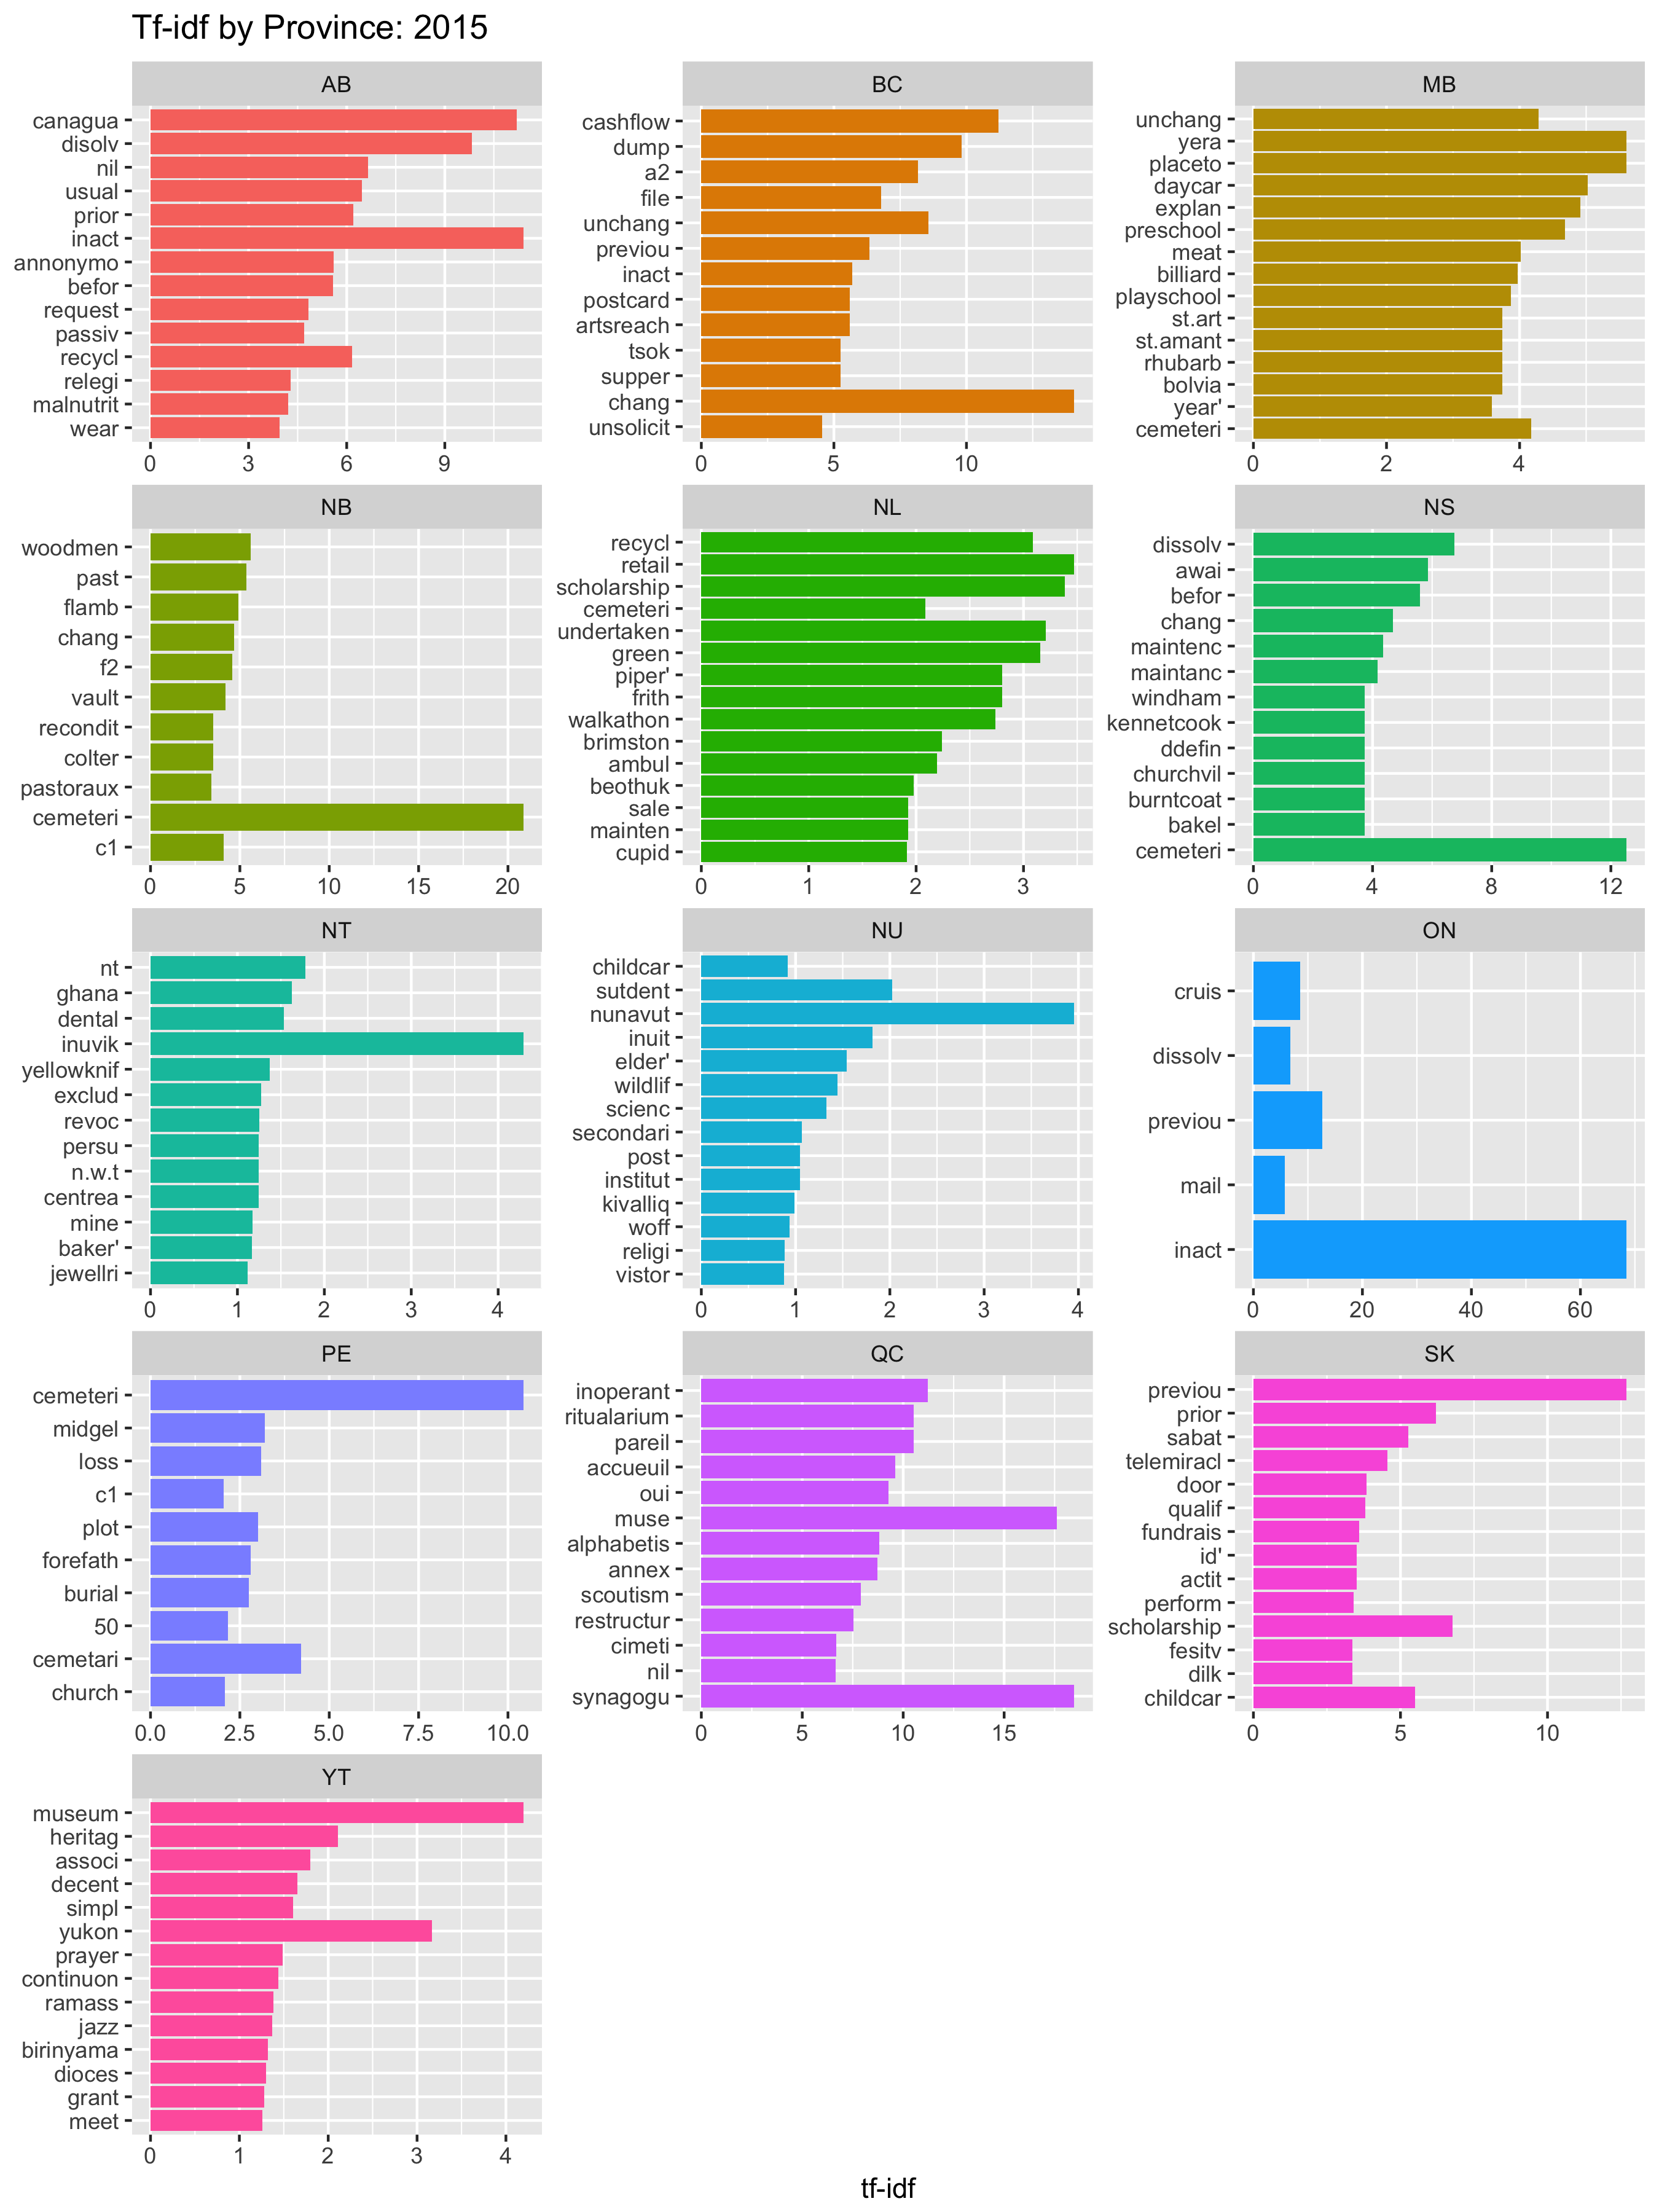 Tf-idf by Province: 2015
AB
canagua
disolv
nil
usual
prior
inact
annonymo
befor
request
passiv
recycl
relegi
malnutrit
wear
0 3 6 9
BC
cashflow
dump
a2
file
unchang
previou
inact
postcard
artsreach
tsok
supper
chang
unsolicit
0 5 10
MB
unchang
yera
placeto
daycar
explan
preschool
meat
billiard
playschool
st.art
st.amant
rhubarb
bolvia
year'
cemeteri
0 2 4
NB
woodmen
past
flamb
chang
f2
vault
recondit
colter
pastoraux
cemeteri
c1
0 5 10 15 20
NL
recycl
retail
scholarship
cemeteri
undertaken
green
piper'
frith
walkathon
brimston
ambul
beothuk
sale
mainten
cupid
0 1 2 3
NS
dissolv
awai
befor
chang
maintenc
maintanc
windham
kennetcook
ddefin
churchvil
burntcoat
bakel
cemeteri
0 4 8 12
NT
nt
ghana
dental
inuvik
yellowknif
exclud
revoc
persu
n.w.t
centrea
mine
baker'
jewellri
0 1 2 3 4
NU
childcar
sutdent
nunavut
inuit
elder'
wildlif
scienc
secondari
post
institut
kivalliq
woff
religi
vistor
0 1 2 3 4
ON
cruis
dissolv
previou
mail
inact
0 20 40 60
PE
cemeteri
midgel
loss
c1
plot
forefath
burial
50
cemetari
church
0.0 2.5 5.0 7.5 10.0
QC
inoperant
ritualarium
pareil
accueuil
oui
muse
alphabetis
annex
scoutism
restructur
cimeti
nil
synagogu
0 5 10 15
SK
previou
prior
sabat
telemiracl
door
qualif
fundrais
id'
actit
perform
scholarship
fesitv
dilk
childcar
0 5 10
YT
museum
heritag
associ
decent
simpl
yukon
prayer
continuon
ramass
jazz
birinyama
dioces
grant
meet
0 1 2 3 4
tf-idf